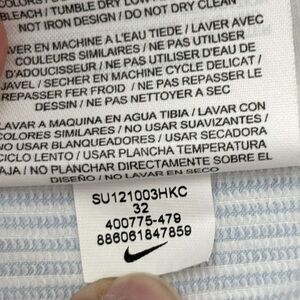 COLORS /
BLEACH / TUMBLE DRY LOW
NOT IRON DESIGN / DO NOT DRY CLEAN
VER EN MACHINE A L'EAU TIEDE / LAVER AVEC
COULEURS SIMILAIRES / NE PAS UTILISER
D'ADOUCISSEUR / NE PAS UTILISER
JAVEL / SECHER EN MACHINE CYCLE DELICAT /
REPASSER FER FROID / NE PAS REPASSER LE
DESSIN / NE PAS NETTOYER A SEC
LAVAR A MAQUINA EN AGUA TIBIA / LAVAR CON
COLORES SIMILARES / NO USAR SUAVIZANTES /
NO USAR BLANQUEADORES / USAR SECADORA
CICLO LENTO / USAR PLANCHA TEMPERATURA
BAJA / NO PLANCHAR DIRECTAMENTE SOBRE EL
DISEÑO / NO LAVAR EN SECO
SU121003HKC
32
400775-479
886061847859